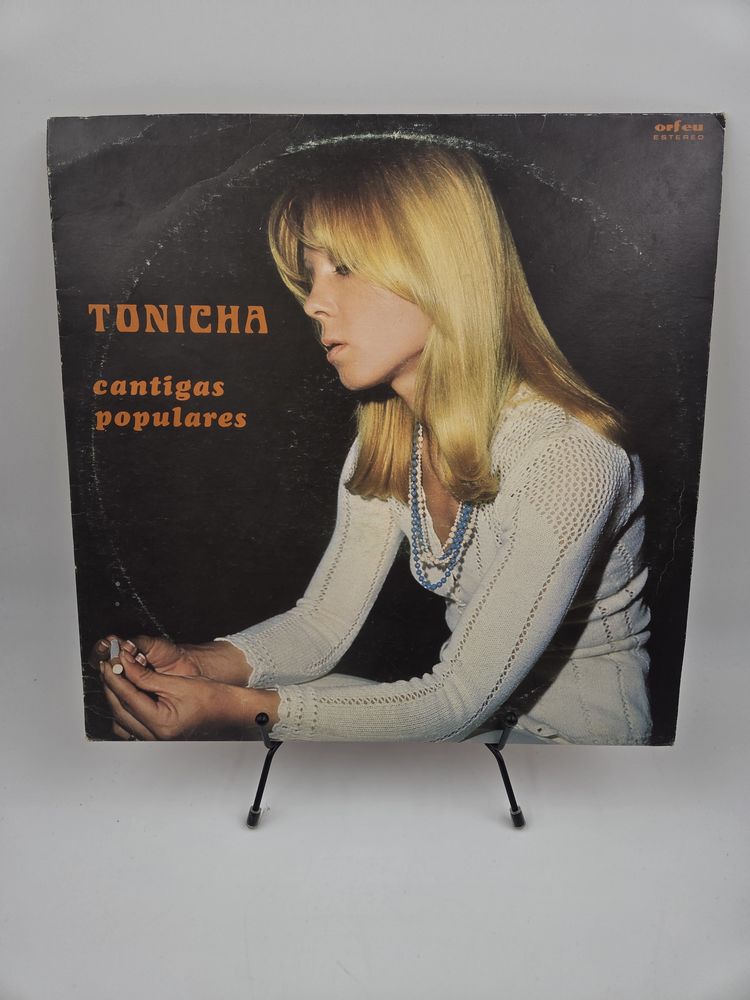 orfeu
ESTEREO
TONICHA
cantigas
populares